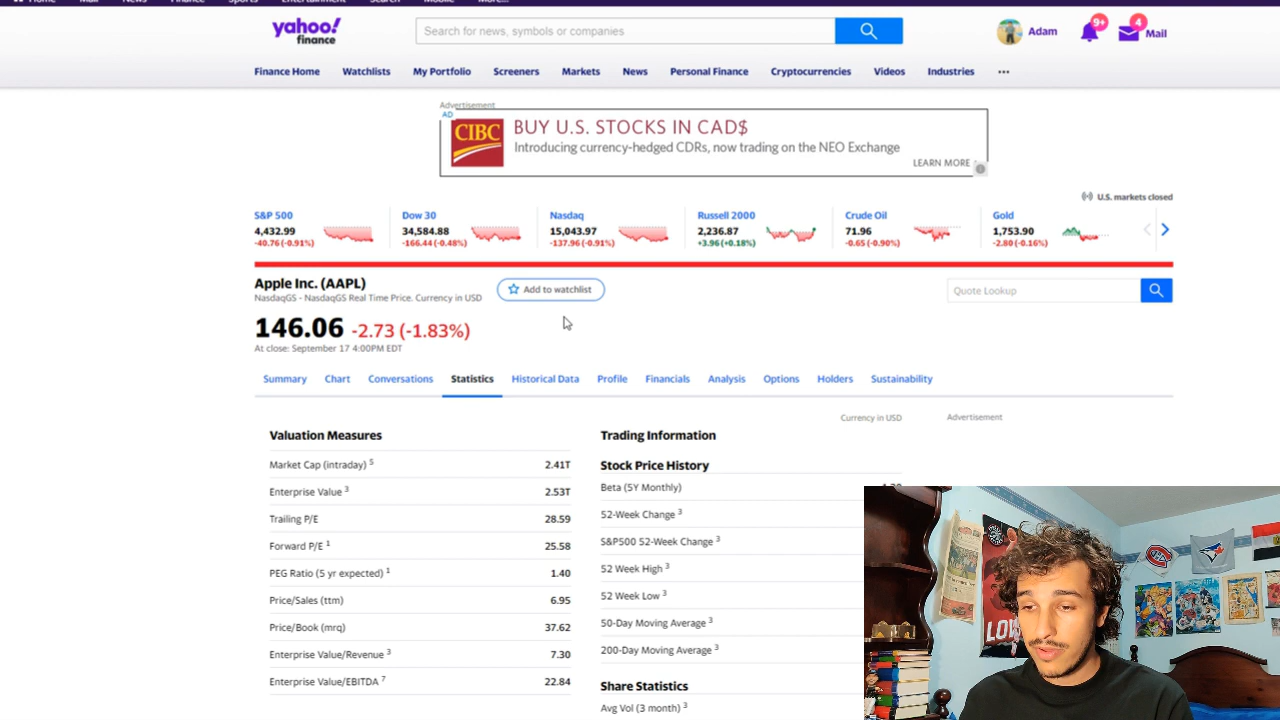 Home Mail News Finance Sports Entertainment Search Mobile More...
yahoo!
finance
Search for news, symbols or companies
Adam
9+
4
Mail
Finance Home Watchlists My Portfolio Screeners Markets News Personal Finance Cryptocurrencies Videos Industries ...
Advertisement
AD
CIBC
BUY U.S. STOCKS IN CAD$
Introducing currency-hedged CDRs, now trading on the NEO Exchange
LEARN MORE
U.S. markets closed
S&P 500
4,432.99
-40.76 (-0.91%)
Dow 30
34,584.88
-166.44 (-0.48%)
Nasdaq
15,043.97
-137.96 (-0.91%)
Russell 2000
2,236.87
+3.96 (+0.18%)
Crude Oil
71.96
-0.65 (-0.90%)
Gold
1,753.90
-2.80 (-0.16%)
Apple Inc. (AAPL)
NasdaqGS - NasdaqGS Real Time Price. Currency in USD
Add to watchlist
Quote Lookup
146.06 -2.73 (-1.83%)
At close: September 17 4:00PM EDT
Summary Chart Conversations Statistics Historical Data Profile Financials Analysis Options Holders Sustainability
Currency in USD
Advertisement
Valuation Measures
Market Cap (intraday) 5 2.41T
Enterprise Value 3 2.53T
Trailing P/E 28.59
Forward P/E 1 25.58
PEG Ratio (5 yr expected) 1 1.40
Price/Sales (ttm) 6.95
Price/Book (mrq) 37.62
Enterprise Value/Revenue 3 7.30
Enterprise Value/EBITDA 7 22.84
Trading Information
Stock Price History
Beta (5Y Monthly)
52-Week Change 3
S&P500 52-Week Change 3
52 Week High 3
52 Week Low 3
50-Day Moving Average 3
200-Day Moving Average 3
Share Statistics
Avg Vol (3 month) 3